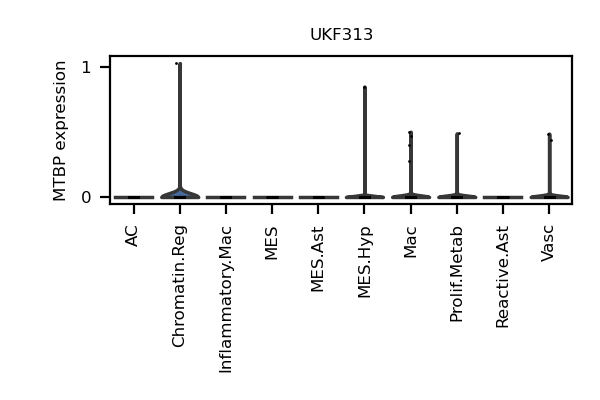 UKF313
MTBP expression
1
0
AC
Chromatin.Reg
Inflammatory.Mac
MES
MES.Ast
MES.Hyp
Mac
Prolif.Metab
Reactive.Ast
Vasc